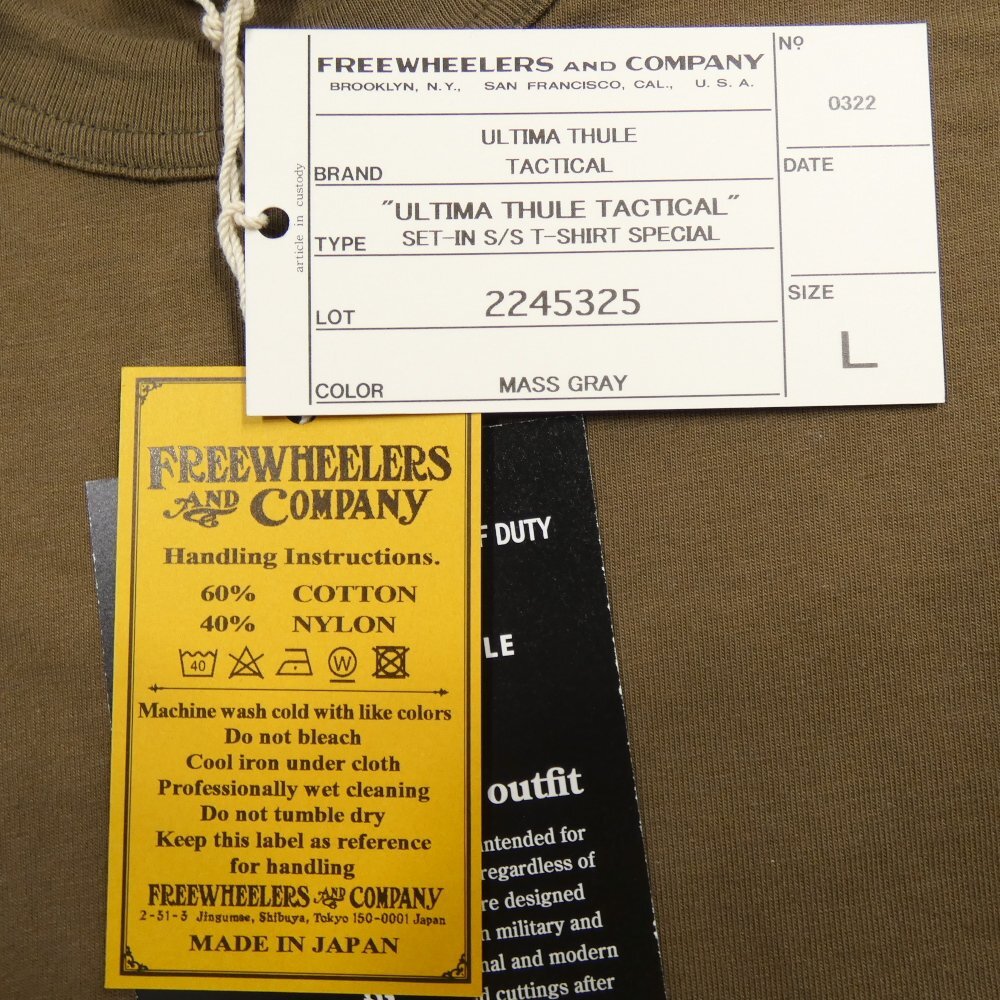 FREEWHEELERS AND COMPANY
BROOKLYN, N.Y., SAN FRANCISCO, CAL., U. S. A.
article in custody
BRAND ULTIMA THULE
TACTICAL
TYPE "ULTIMA THULE TACTICAL"
SET-IN S/S T-SHIRT SPECIAL
LOT 2245325
COLOR MASS GRAY
No 0322
DATE
SIZE
L
FREEWHEELERS
AND COMPANY
Handling Instructions.
60% COTTON
40% NYLON
40 W
Machine wash cold with like colors
Do not bleach
Cool iron under cloth
Professionally wet cleaning
Do not tumble dry
Keep this label as reference
for handling
FREEWHEELERS AND COMPANY
2-31-3 Jingumae, Shibuya, Tokyo 150-0001 Japan
MADE IN JAPAN
DUTY
outfit
for
regardless of
designed
military and
and modern
cuttings after